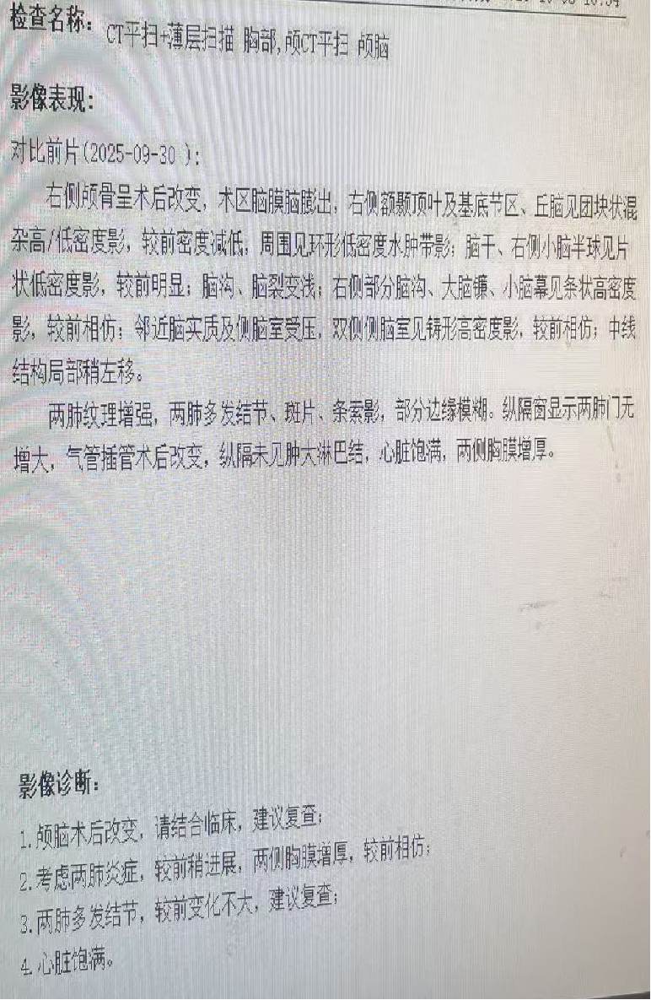 检查名称: CT平扫+薄层扫描 胸部,颅CT平扫 颅脑
影像表现:
对比前片(2025-09-30 ):
右侧颅骨呈术后改变，术区脑膜脑膨出，右侧额颞顶叶及基底节区、丘脑见团块状混
杂高/低密度影，较前密度减低；周围见环形低密度水肿带影；脑干、右侧小脑半球见片
状低密度影，较前明显；脑沟、脑裂变浅；右侧部分脑沟、大脑镰、小脑幕见条状高密度
影，较前相仿；邻近脑实质及侧脑室受压，双侧侧脑室见铸形高密度影，较前相仿；中线
结构局部稍左移。
两肺纹理增强，两肺多发结节、斑片、条索影，部分边缘模糊。纵隔窗显示两肺门无
增大，气管插管术后改变，纵隔未见肿大淋巴结，心脏饱满，两侧胸膜增厚。
影像诊断:
1.颅脑术后改变，请结合临床，建议复查；
2.考虑两肺炎症，较前稍进展，两侧胸膜增厚，较前相仿；
3.两肺多发结节，较前变化不大，建议复查；
4.心脏饱满。